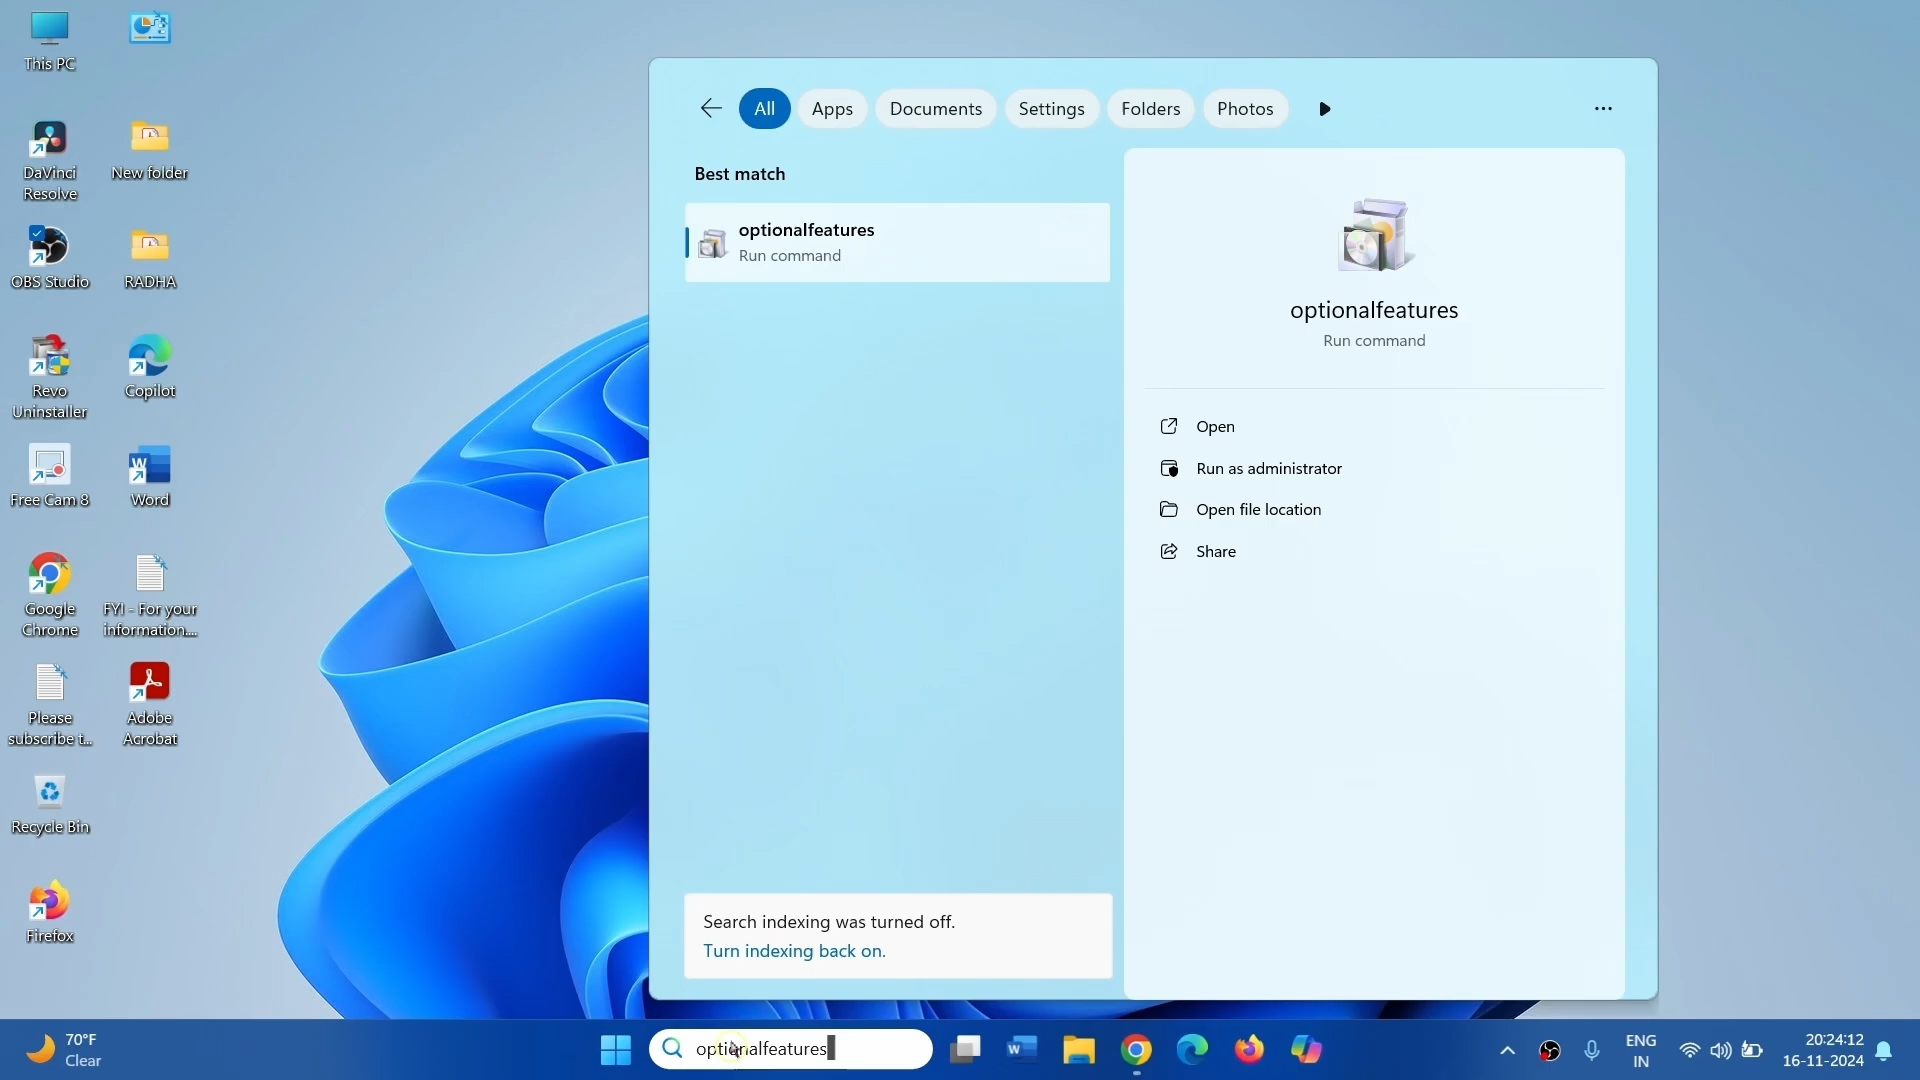 This PC
DaVinci
Resolve
New folder
OBS Studio
RADHA
Revo
Uninstaller
Copilot
Free Cam 8
Word
Google
Chrome
FYI - For your
information....
Please
subscribe t...
Adobe
Acrobat
Recycle Bin
Firefox
All
Apps
Documents
Settings
Folders
Photos
Best match
optionalfeatures
Run command
Search indexing was turned off.
Turn indexing back on.
optionalfeatures
Run command
Open
Run as administrator
Open file location
Share
70°F
Clear
optionalfeatures
ENG
IN
20:24:12
16-11-2024